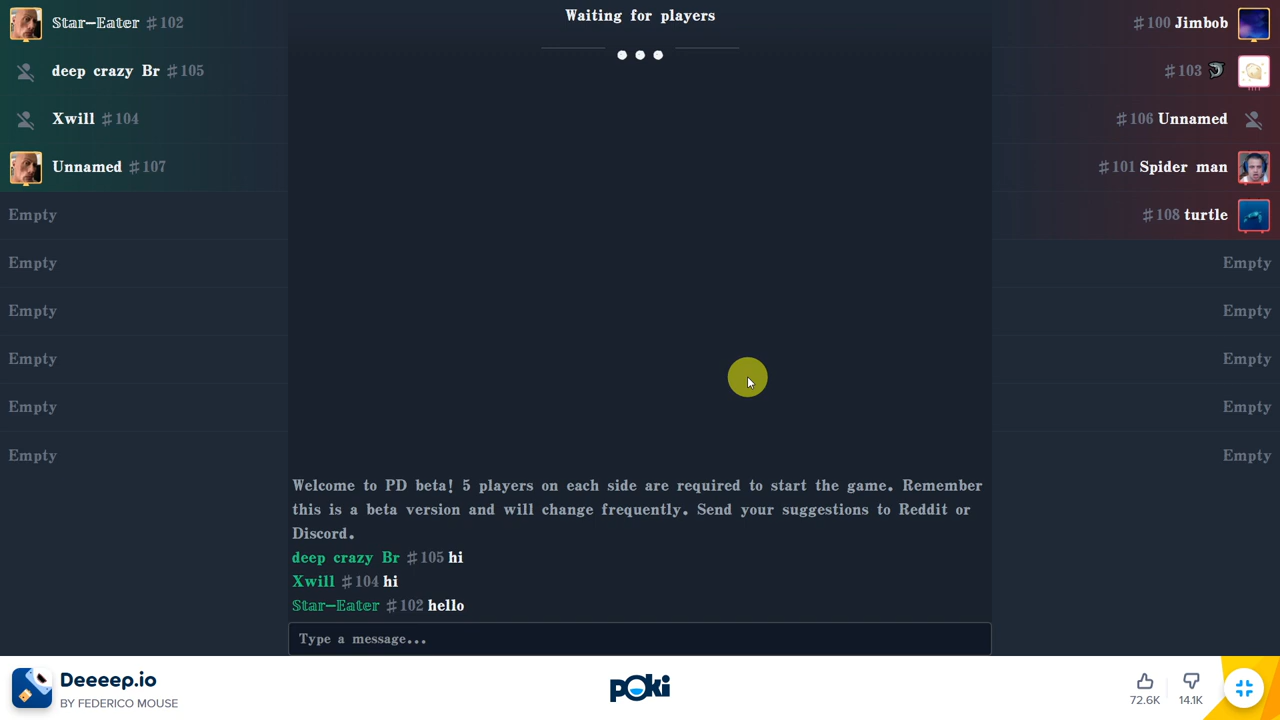 Star-Eater #102
deep crazy Br #105
Xwill #104
Unnamed #107
Empty
Empty
Empty
Empty
Empty
Empty
Waiting for players
#100 Jimbob
#103
#106 Unnamed
#101 Spider man
#108 turtle
Empty
Empty
Empty
Empty
Empty
Welcome to PD beta! 5 players on each side are required to start the game. Remember
this is a beta version and will change frequently. Send your suggestions to Reddit or
Discord.
deep crazy Br #105 hi
Xwill #104 hi
Star-Eater #102 hello
Type a message...
Deeeep.io
BY FEDERICO MOUSE
POKi
72.6K
14.1K